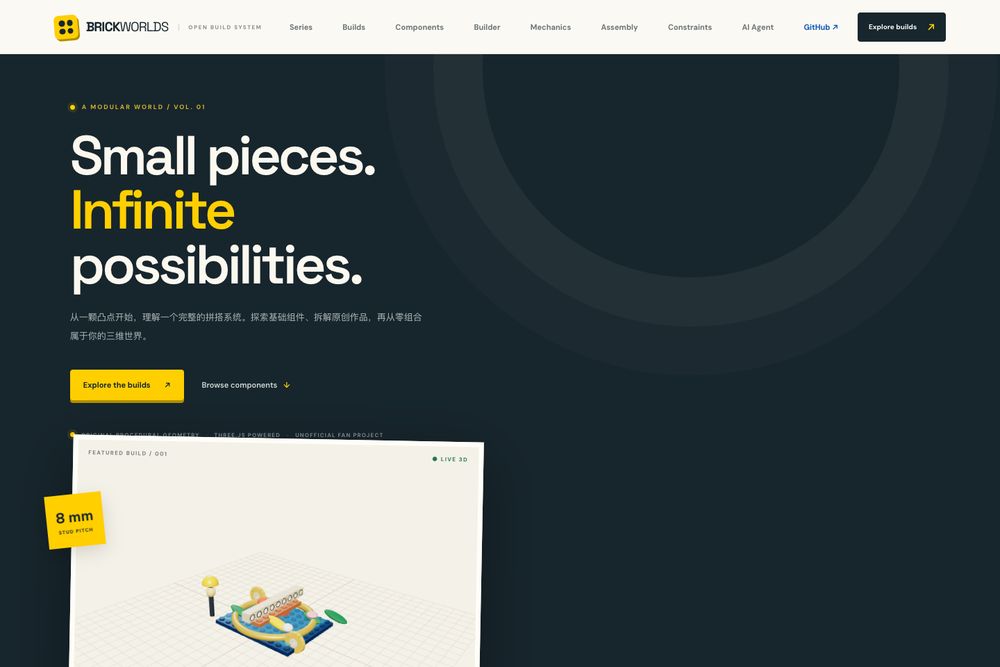 BRICKWORLDS
OPEN BUILD SYSTEM
Series
Builds
Components
Builder
Mechanics
Assembly
Constraints
AI Agent
GitHub ↗
Explore builds ↗
A MODULAR WORLD / VOL. 01
Small pieces.
Infinite
possibilities.
从一颗凸点开始，理解一个完整的拼搭系统。探索基础组件、拆解原创作品，再从零组合
属于你的三维世界。
Explore the builds ↗
Browse components ↓
ORIGINAL PROCEDURAL GEOMETRY THREE.JS POWERED UNOFFICIAL FAN PROJECT
FEATURED BUILD / 001
LIVE 3D
8 mm
STUD PITCH